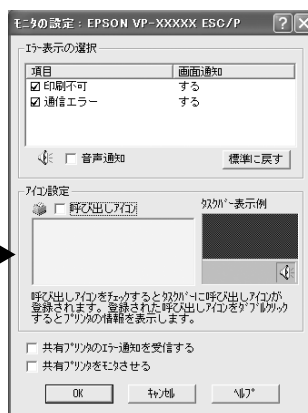 モニタの設定 : EPSON VP-XXXXX ESC/P
エラー表示の選択
項目 画面通知
印刷不可 する
通信エラー する
音声通知 標準に戻す
アイコン設定
呼び出しアイコン タスクバー表示例
呼び出しアイコンをチェックするとタスクバーに呼び出しアイコンが
登録されます。登録された呼び出しアイコンをダブルクリック
するとプリンタの情報を表示します。
共有プリンタのエラー通知を受信する
共有プリンタをモニタさせる
OK キャンセル ヘルプ